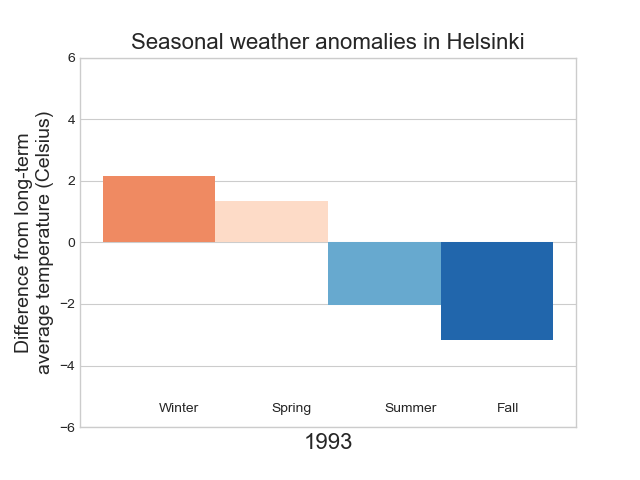 Seasonal weather anomalies in Helsinki
Difference from long-term
average temperature (Celsius)
6
4
2
0
−2
−4
−6
Winter Spring Summer Fall
1993